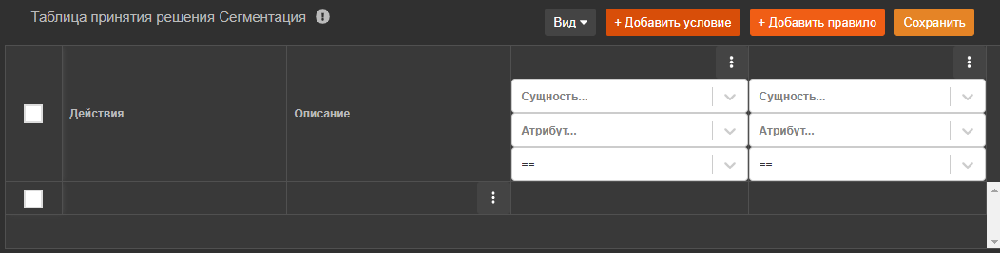 Таблица принятия решения Сегментация
Вид + Добавить условие + Добавить правило Сохранить
Действия Описание
Сущность... Сущность...
Атрибут... Атрибут...
== ==